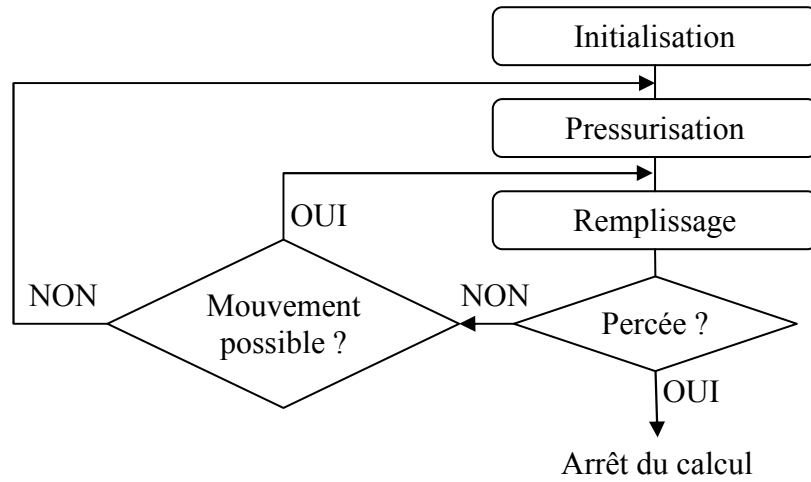 Initialisation
Pressurisation
Remplissage
OUI
NON
Mouvement
possible ?
NON
Percée ?
OUI
Arrêt du calcul